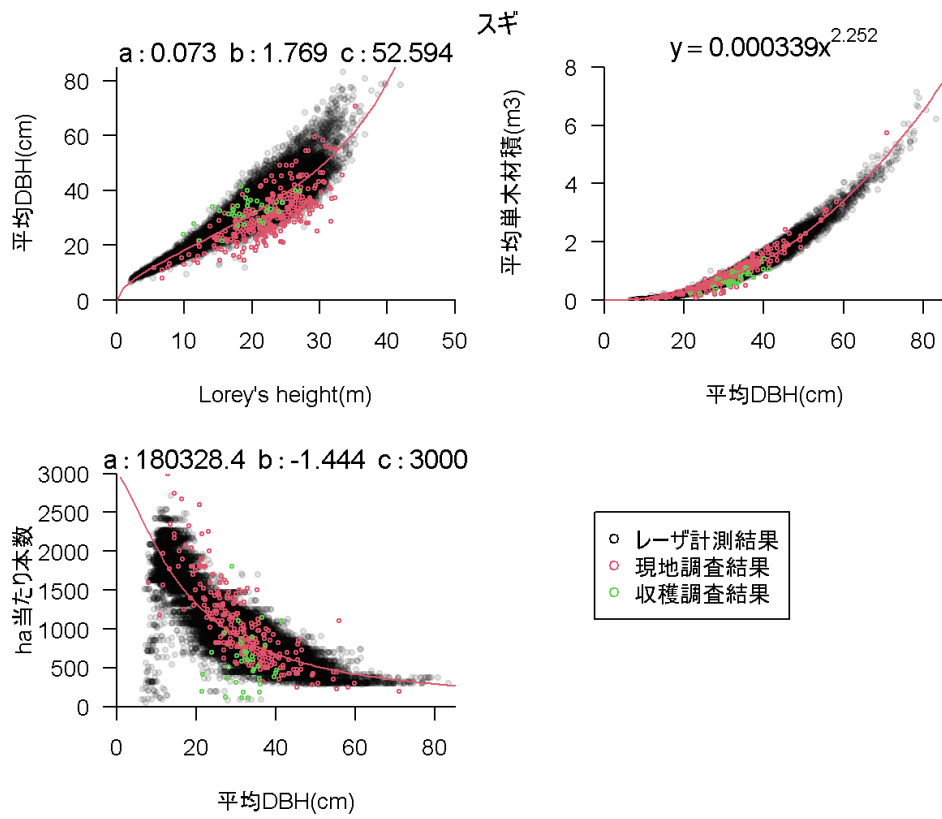 スギ
a : 0.073 b : 1.769 c : 52.594
平均DBH(cm)
80
60
40
20
0
0 10 20 30 40 50
Lorey's height(m)
y = 0.000339x^2.252
平均単木材積(m3)
8
6
4
2
0
0 20 40 60 80
平均DBH(cm)
a : 180328.4 b : -1.444 c : 3000
ha当たり本数
3000
2500
2000
1500
1000
500
0
0 20 40 60 80
平均DBH(cm)
レーザ計測結果
現地調査結果
収穫調査結果